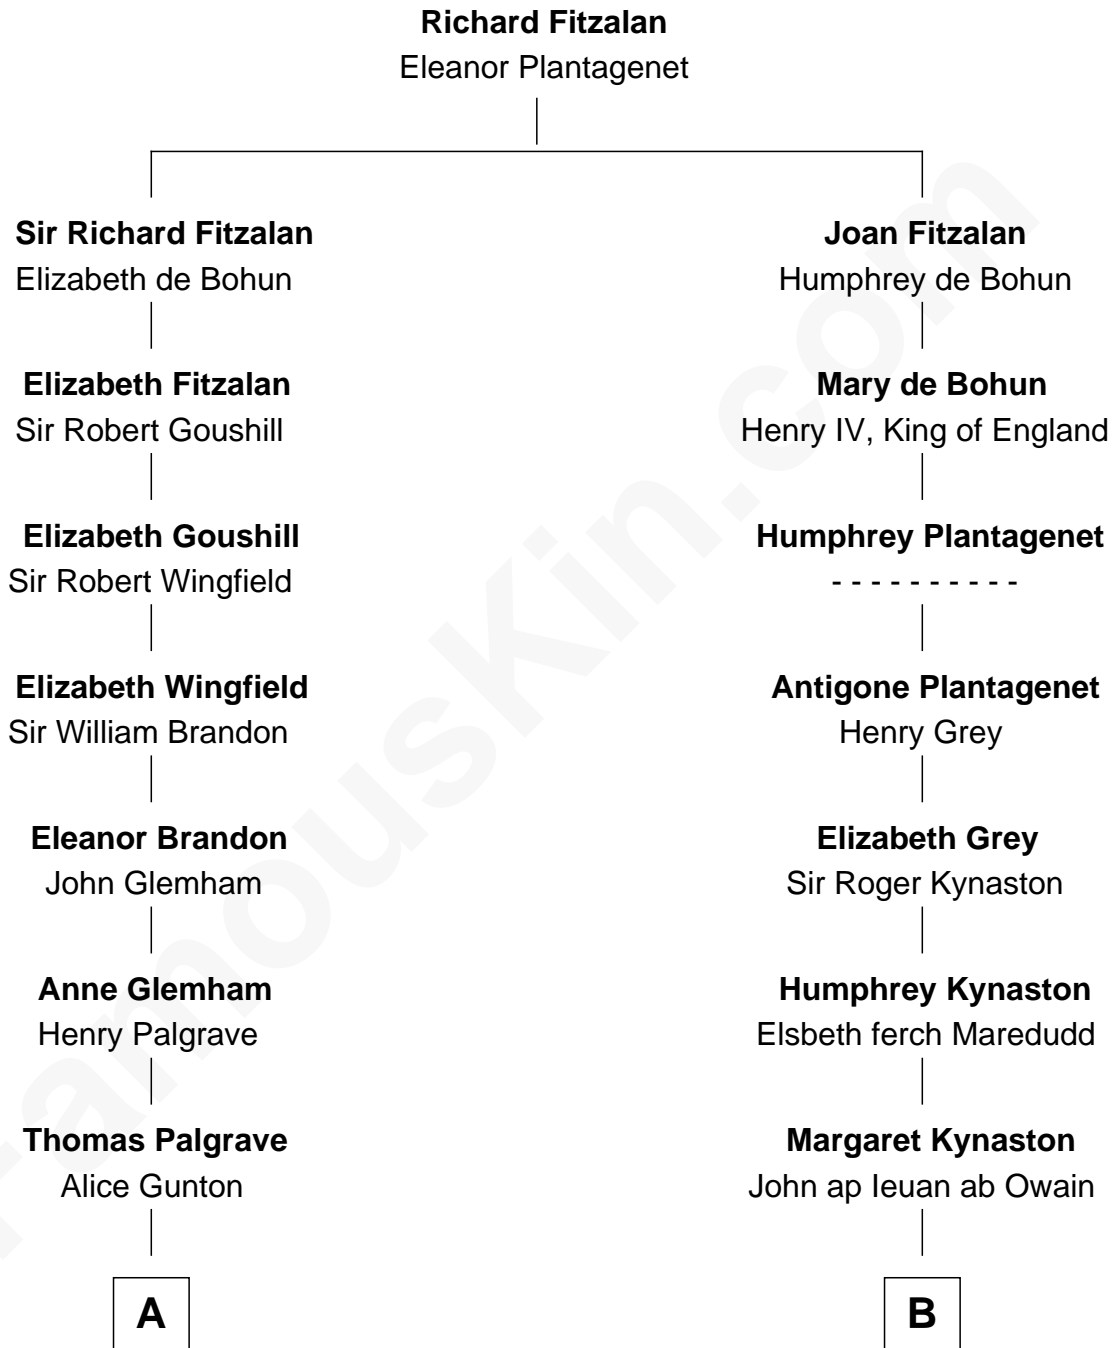 Richard Fitzalan
Eleanor Plantagenet
Sir Richard Fitzalan
Elizabeth de Bohun
Elizabeth Fitzalan
Sir Robert Goushill
Elizabeth Goushill
Sir Robert Wingfield
Elizabeth Wingfield
Sir William Brandon
Eleanor Brandon
John Glemham
Anne Glemham
Henry Palgrave
Thomas Palgrave
Alice Gunton
A
Joan Fitzalan
Humphrey de Bohun
Mary de Bohun
Henry IV, King of England
Humphrey Plantagenet
- - - - - - - - - -
Antigone Plantagenet
Henry Grey
Elizabeth Grey
Sir Roger Kynaston
Humphrey Kynaston
Elsbeth ferch Maredudd
Margaret Kynaston
John ap Ieuan ab Owain
B
FamousKin.com